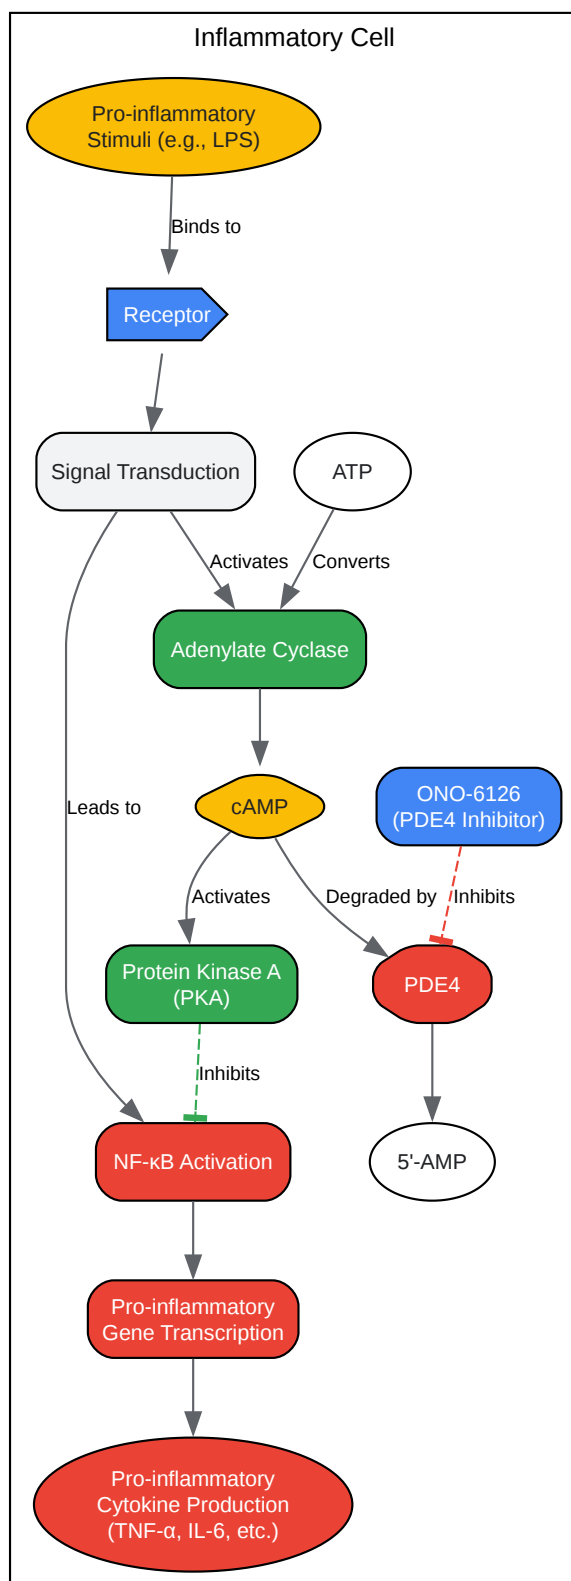 Inflammatory Cell
Pro-inflammatory
Stimuli (e.g., LPS)
Binds to
Receptor
Signal Transduction
ATP
Activates
Converts
Adenylate Cyclase
Leads to
cAMP
ONO-6126
(PDE4 Inhibitor)
Activates
Degraded by
Inhibits
Protein Kinase A
(PKA)
PDE4
Inhibits
NF-κB Activation
5'-AMP
Pro-inflammatory
Gene Transcription
Pro-inflammatory
Cytokine Production
(TNF-α, IL-6, etc.)